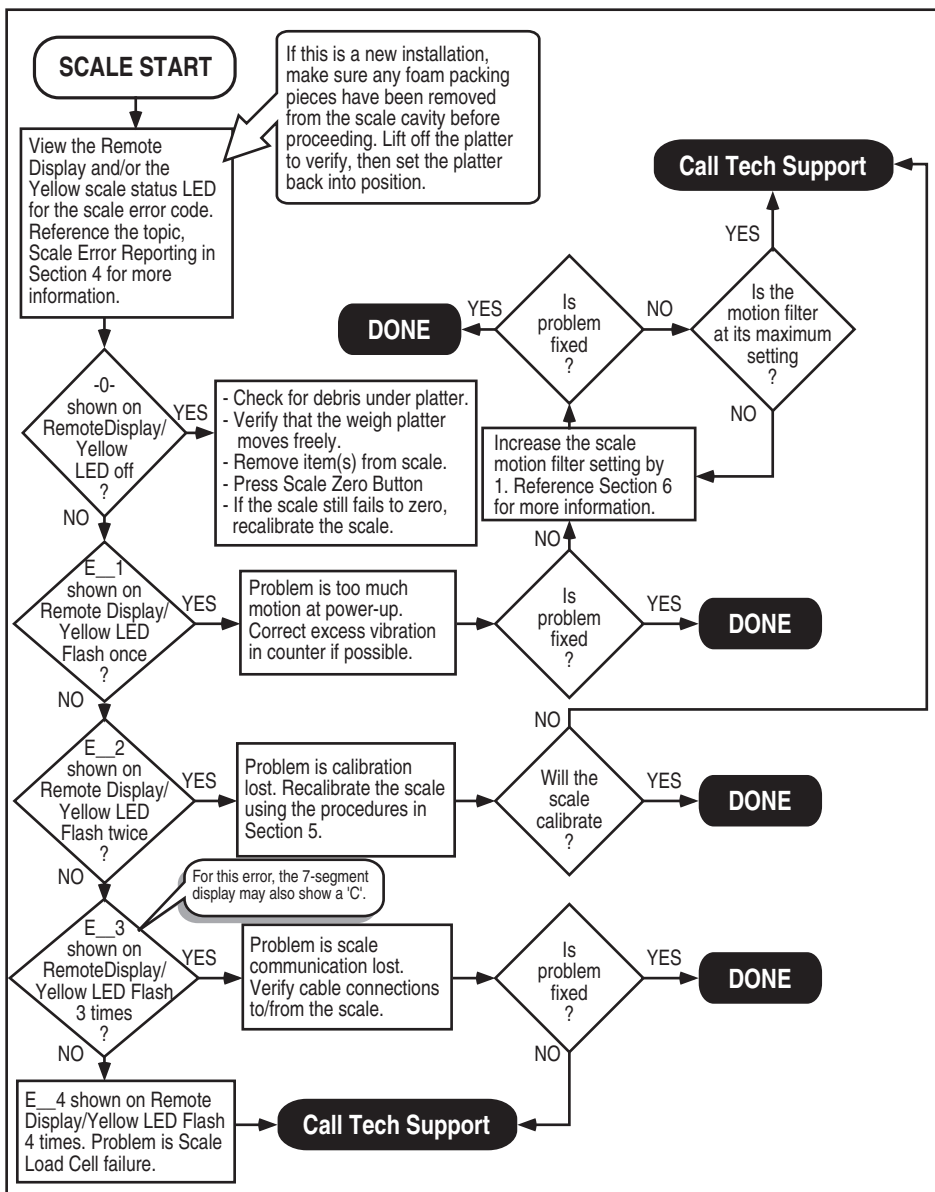 SCALE START
If this is a new installation,
make sure any foam packing
pieces have been removed
from the scale cavity before
proceeding. Lift off the platter
to verify, then set the platter
back into position.
View the Remote
Display and/or the
Yellow scale status LED
for the scale error code.
Reference the topic,
Scale Error Reporting in
Section 4 for more
information.
Call Tech Support
YES
Is the
motion filter
at its maximum
setting
?
NO
Is
problem
fixed
?
YES
NO
DONE
-0-
shown on
RemoteDisplay/
Yellow
LED off
?
YES
NO
- Check for debris under platter.
- Verify that the weigh platter
moves freely.
- Remove item(s) from scale.
- Press Scale Zero Button
- If the scale still fails to zero,
recalibrate the scale.
Increase the scale
motion filter setting by
1. Reference Section 6
for more information.
NO
E__1
shown on
Remote Display/
Yellow LED
Flash once
?
YES
NO
Problem is too much
motion at power-up.
Correct excess vibration
in counter if possible.
Is
problem
fixed
?
YES
DONE
E__2
shown on
Remote Display/
Yellow LED
Flash twice
?
YES
NO
Problem is calibration
lost. Recalibrate the scale
using the procedures in
Section 5.
NO
Will the
scale
calibrate
?
YES
DONE
For this error, the 7-segment
display may also show a 'C'.
E__3
shown on
RemoteDisplay/
Yellow LED Flash
3 times
?
YES
NO
Problem is scale
communication lost.
Verify cable connections
to/from the scale.
Is
problem
fixed
?
YES
DONE
NO
E__4 shown on Remote
Display/Yellow LED Flash
4 times. Problem is Scale
Load Cell failure.
Call Tech Support